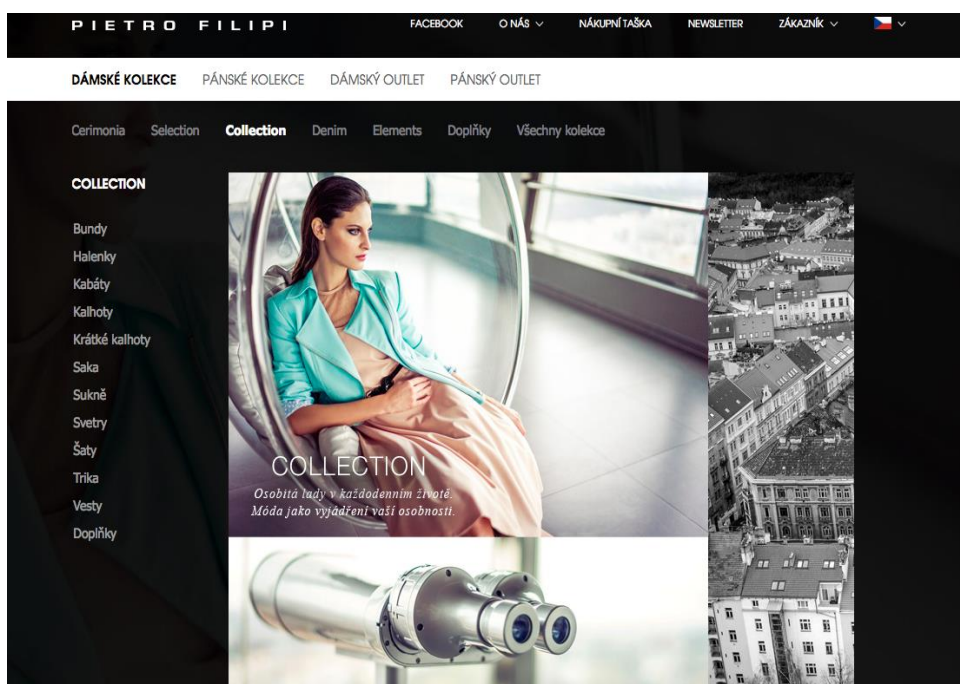 PIETRO FILIPI
FACEBOOK O NÁS NÁKUPNÍ TAŠKA NEWSLETTER ZÁKAZNÍK
DÁMSKÉ KOLEKCE PÁNSKÉ KOLEKCE DÁMSKÝ OUTLET PÁNSKÝ OUTLET
Cerimonia Selection Collection Denim Elements Doplňky Všechny kolekce
COLLECTION
Bundy
Halenky
Kabáty
Kalhoty
Krátké kalhoty
Saka
Sukně
Svetry
Šaty
Trika
Vesty
Doplňky
COLLECTION
Osobitá lady v každodenním životě.
Móda jako vyjádření vaší osobnosti.